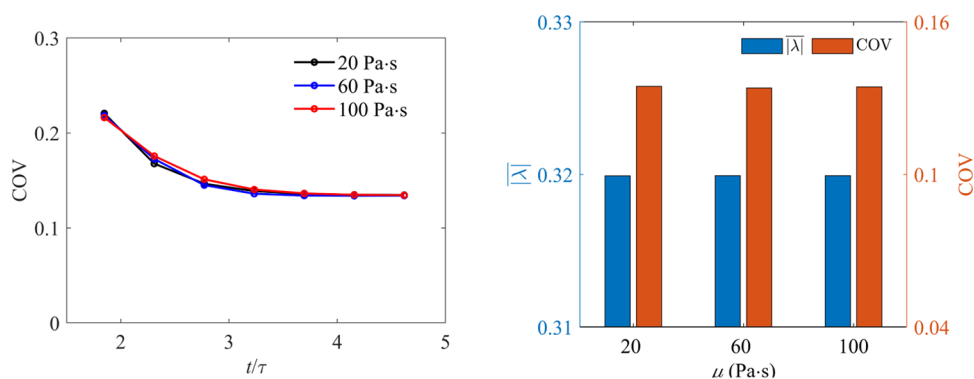 0.3
0.2
0.1
0
COV
2
3
4
5
t/τ
20 Pa·s
60 Pa·s
100 Pa·s
0.33
0.32
0.31
|λ|
|λ| COV
0.16
0.1
0.04
COV
20
60
100
μ (Pa·s)